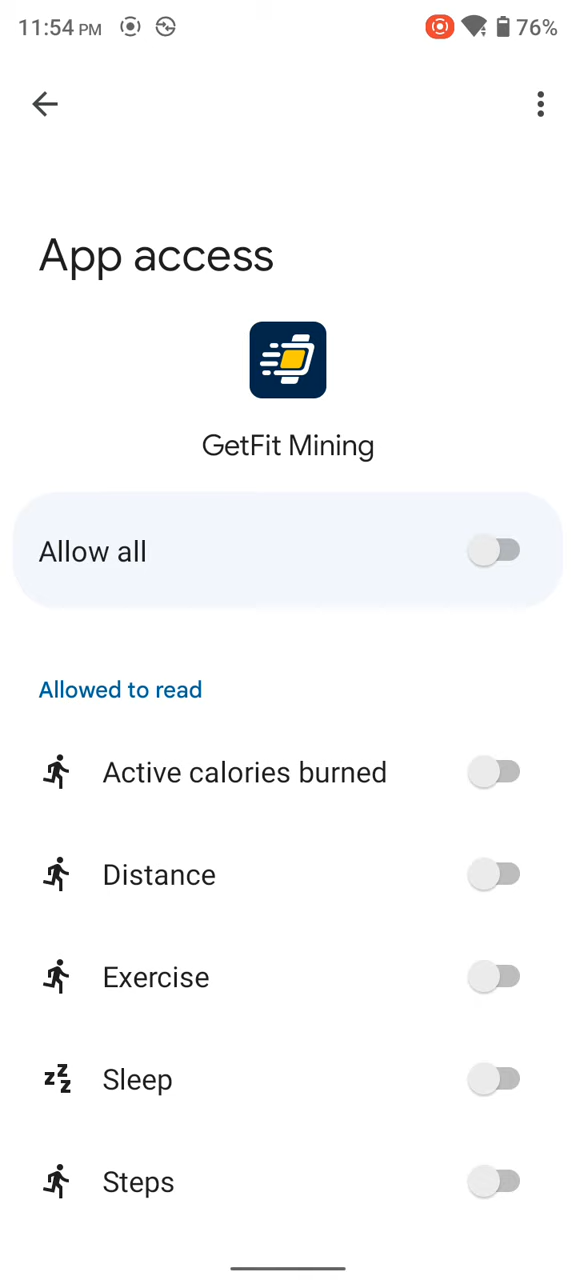 11:54 PM
76%
App access
GetFit Mining
Allow all
Allowed to read
Active calories burned
Distance
Exercise
zzz Sleep
Steps